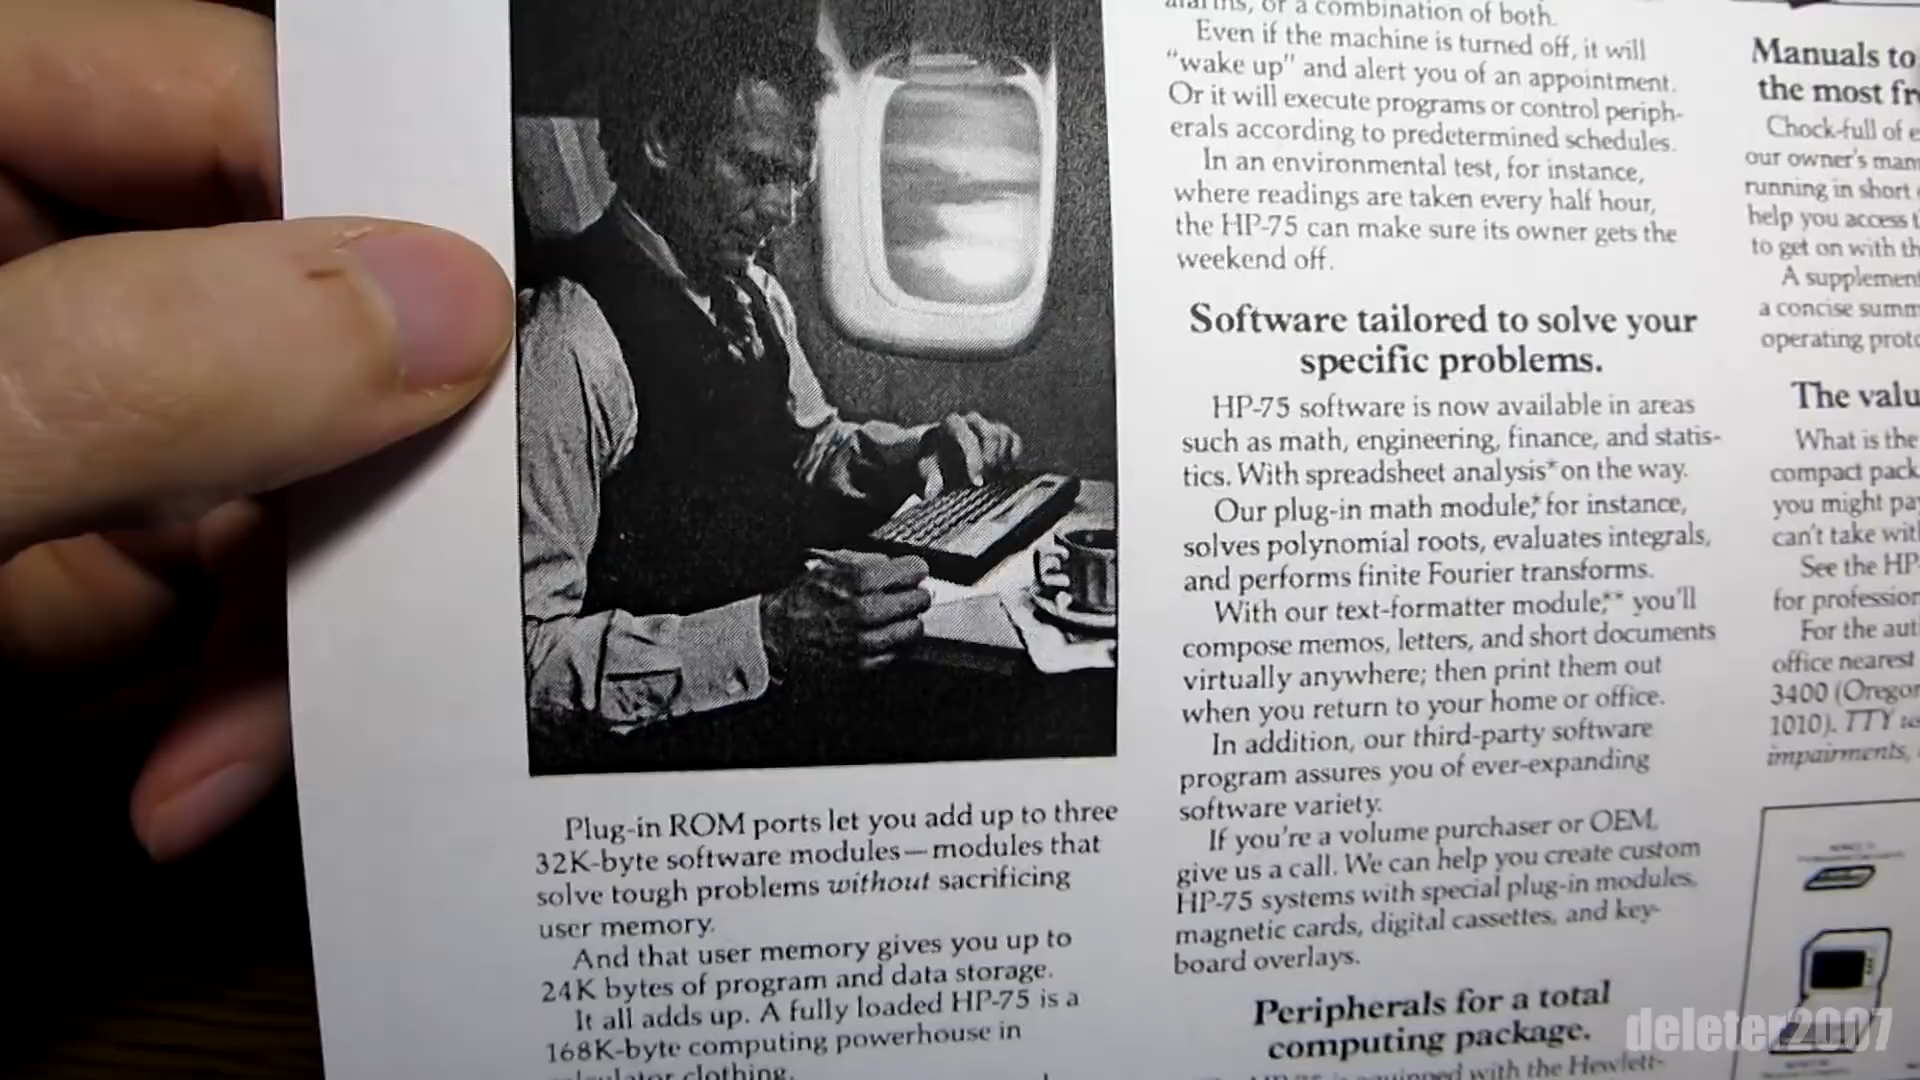 Plug-in ROM ports let you add up to three
32K-byte software modules—modules that
solve tough problems without sacrificing
user memory.
And that user memory gives you up to
24K bytes of program and data storage.
It all adds up. A fully loaded HP-75 is a
168K-byte computing powerhouse in
clothing.
alarms, or a combination of both.
Even if the machine is turned off, it will
“wake up” and alert you of an appointment.
Or it will execute programs or control periph-
erals according to predetermined schedules.
In an environmental test, for instance,
where readings are taken every half hour,
the HP-75 can make sure its owner gets the
weekend off.
Software tailored to solve your
specific problems.
HP-75 software is now available in areas
such as math, engineering, finance, and statis-
tics. With spreadsheet analysis* on the way.
Our plug-in math module,* for instance,
solves polynomial roots, evaluates integrals,
and performs finite Fourier transforms.
With our text-formatter module,** you'll
compose memos, letters, and short documents
virtually anywhere; then print them out
when you return to your home or office.
In addition, our third-party software
program assures you of ever-expanding
software variety.
If you're a volume purchaser or OEM,
give us a call. We can help you create custom
HP-75 systems with special plug-in modules,
magnetic cards, digital cassettes, and key-
board overlays.
Peripherals for a total
computing package.
equipped with the Hewlett-
Manuals to
the most fr
Chock-full of e
our owner's man
running in short
help you access t
to get on with th
A supplement
a concise summ
operating proto
The valu
What is the
compact pack
you might pa
can't take wit
See the HP-
for profession
For the aut
office nearest
3400 (Oregon
1010). TTY
impairments,
deleter2007